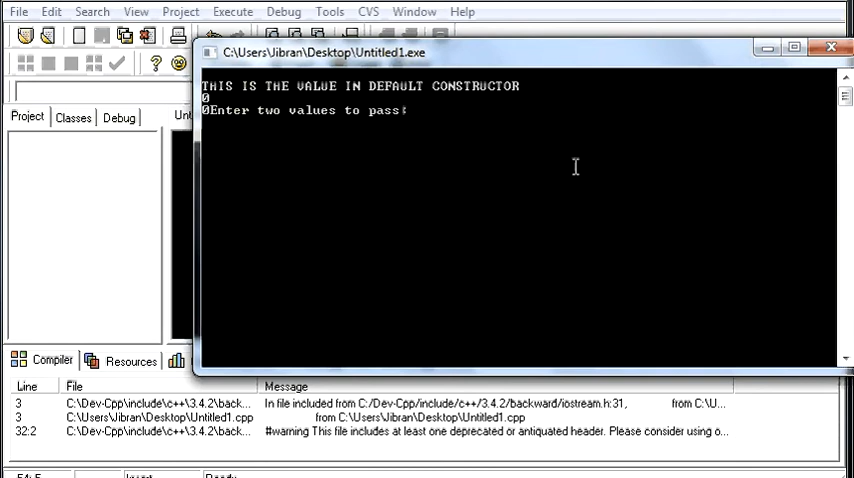 File Edit Search View Project Execute Debug Tools CVS Window Help
C:\Users\Jibran\Desktop\Untitled1.exe
THIS IS THE VALUE IN DEFAULT CONSTRUCTOR
0
0Enter two values to pass:
Project Classes Debug Un
Compiler Resources
Line File Message
3 C:\Dev-Cpp\include\c++\3.4.2\back... In file included from C:/Dev-Cpp/include/c++/3.4.2/backward/iostream.h:31, from C:\U...
3 C:\Users\Jibran\Desktop\Untitled1.cpp from C:\Users\Jibran\Desktop\Untitled1.cpp
32:2 C:\Dev-Cpp\include\c++\3.4.2\back... #warning This file includes at least one deprecated or antiquated header. Please consider using o...
Insert Ready